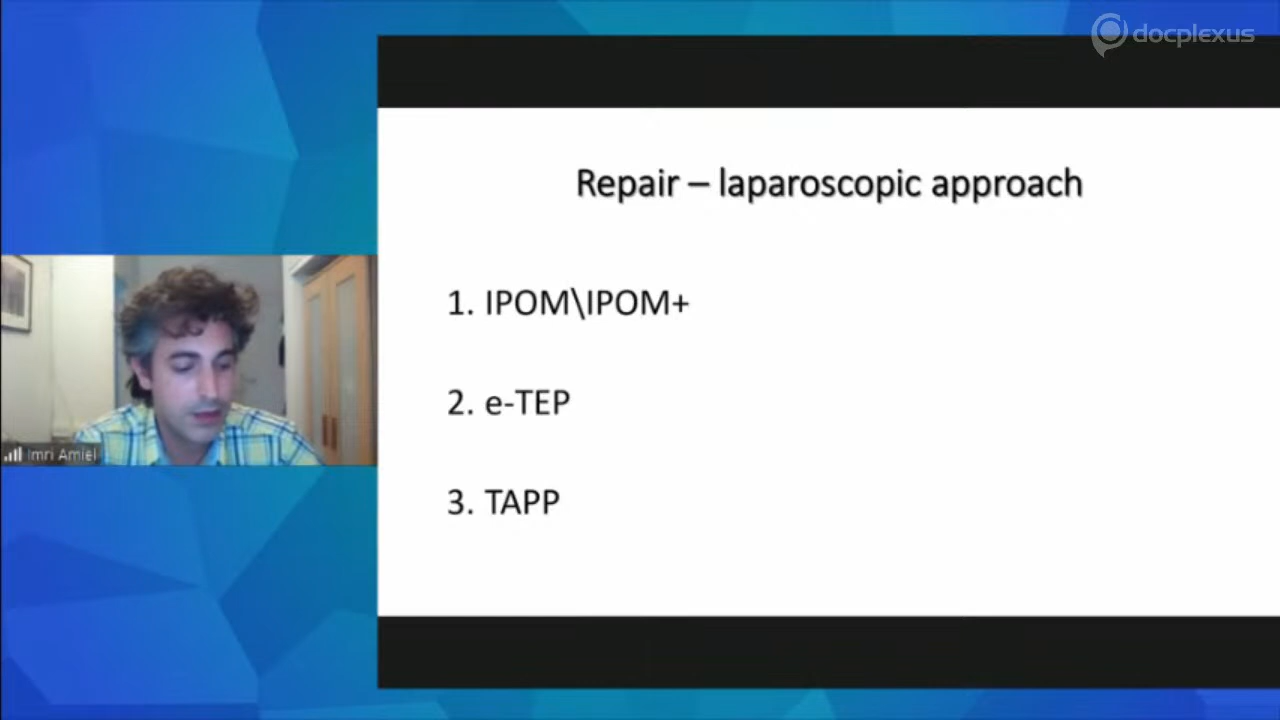 docplexus
Repair – laparoscopic approach
1. IPOM\IPOM+
2. e-TEP
3. TAPP
Imri Amiel